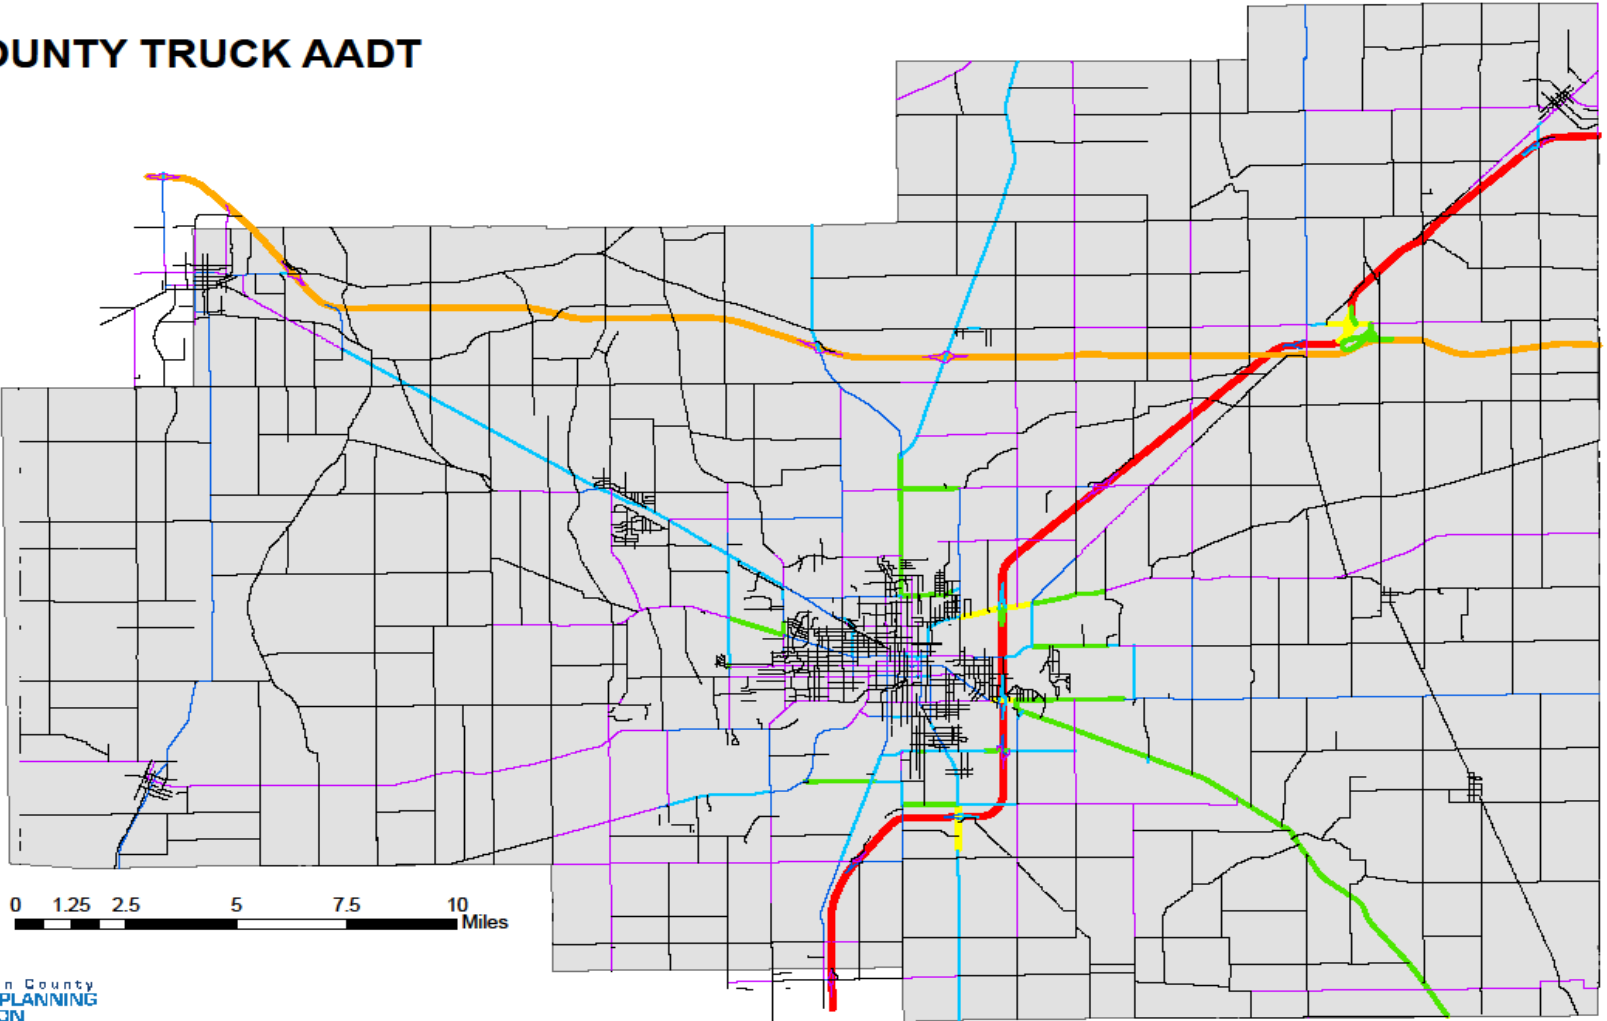 OUNTY TRUCK AADT
0 1.25 2.5 5 7.5 10
Miles
n County
PLANNING
ON